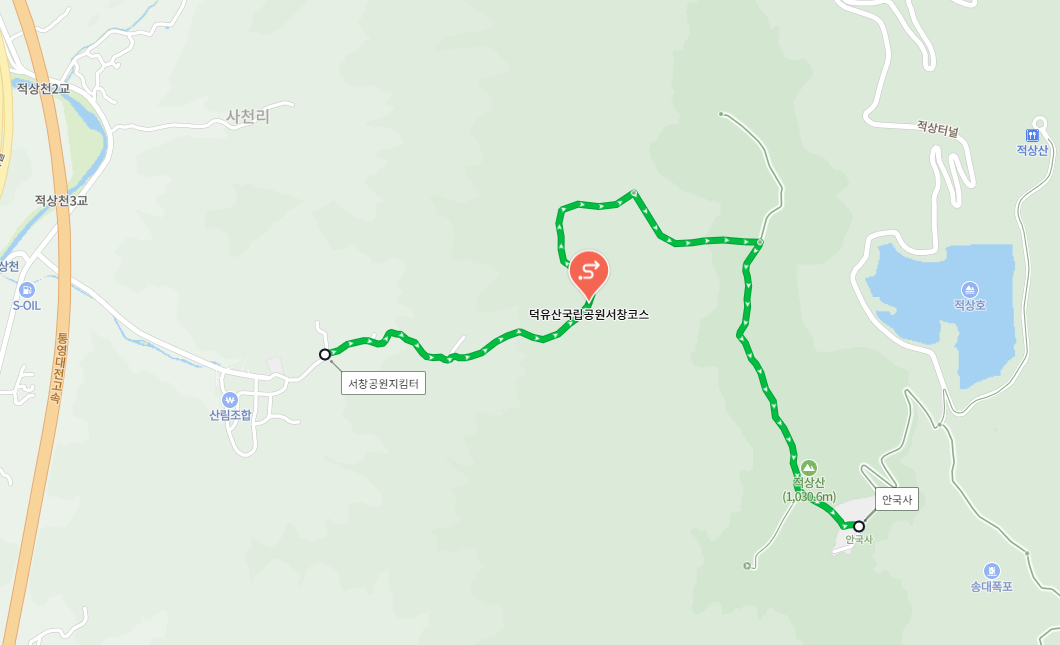 적상천2교
사천리
적상터널
적상산
적상천3교
상천
S-OIL
적상호
덕유산국립공원서창코스
통영대전고속
서창공원지킴터
산림조합
적상산
(1,030.6m)
안국사
안국사
송대폭포